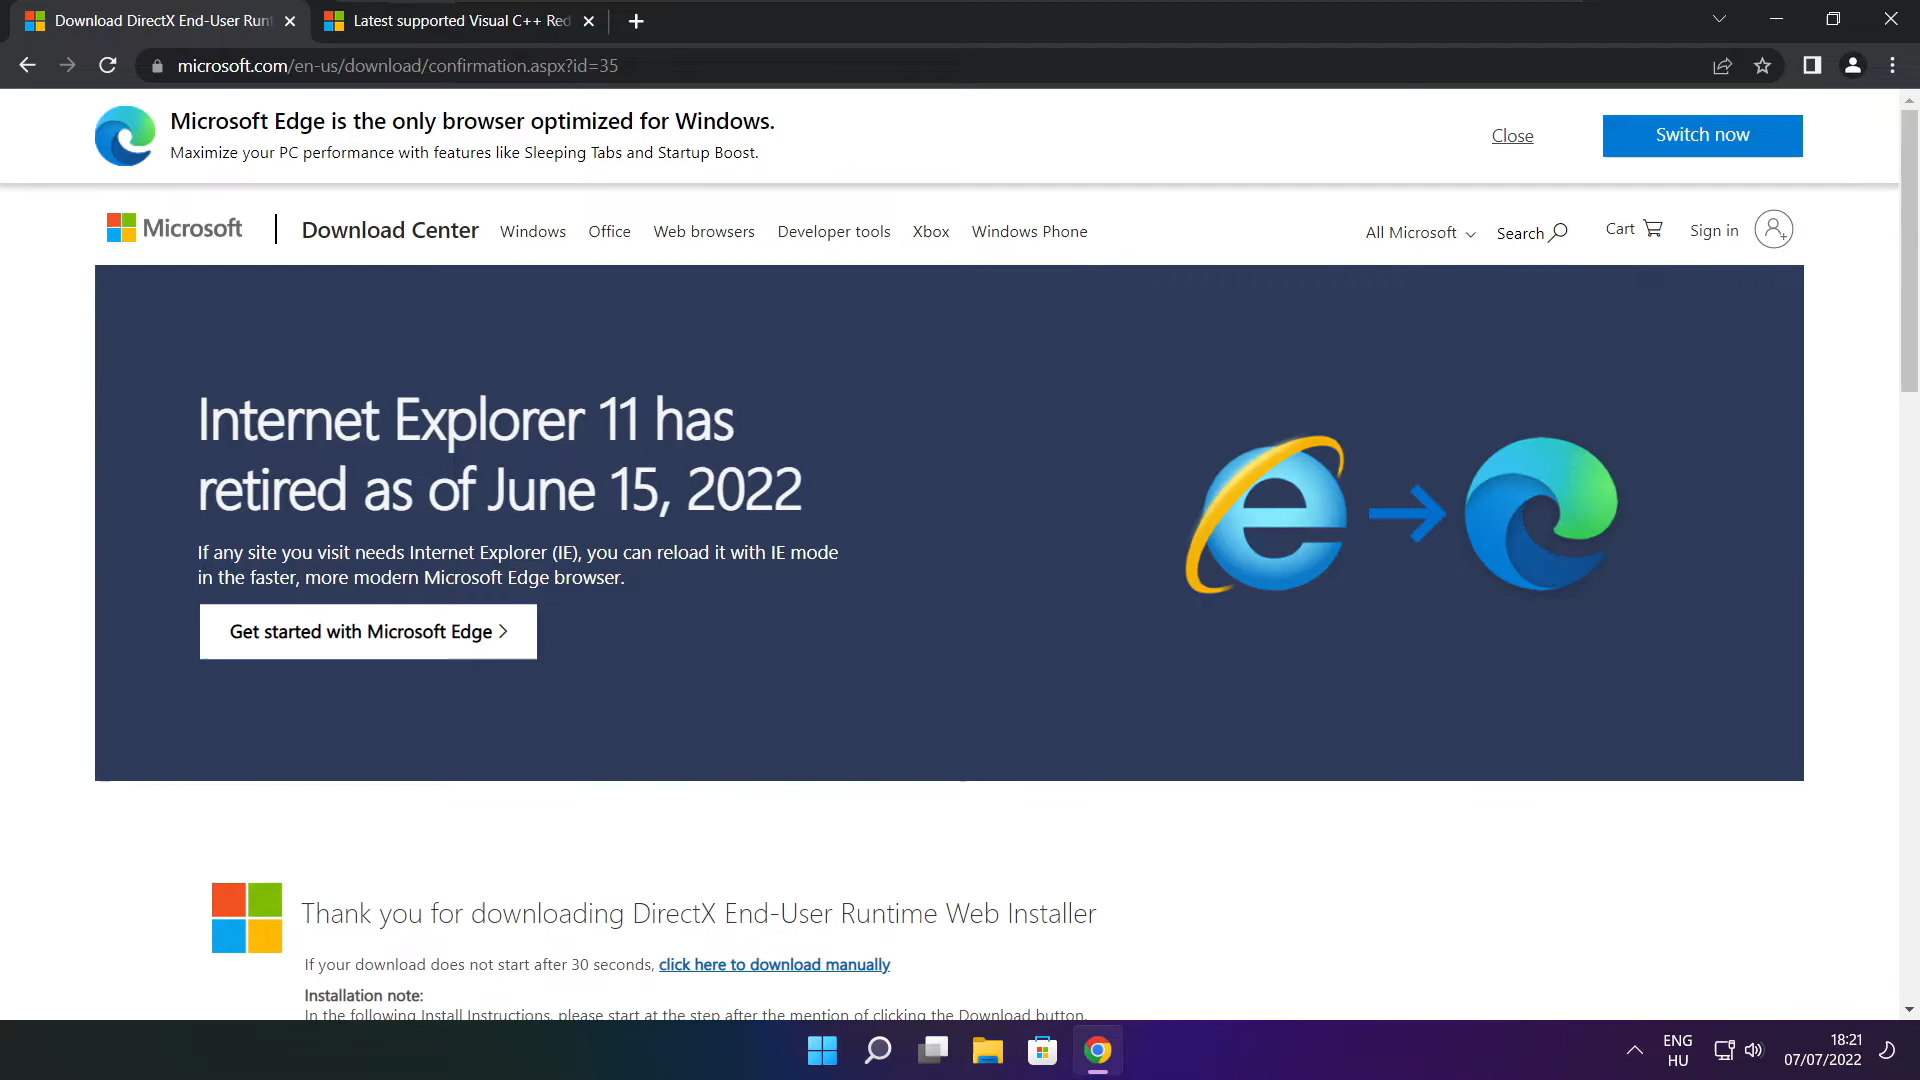 Download DirectX End-User Run
Latest supported Visual C++ Red
microsoft.com/en-us/download/confirmation.aspx?id=35
Microsoft Edge is the only browser optimized for Windows.
Maximize your PC performance with features like Sleeping Tabs and Startup Boost.
Close
Switch now
Microsoft
Download Center
Windows
Office
Web browsers
Developer tools
Xbox
Windows Phone
All Microsoft
Search
Cart
Sign in
Internet Explorer 11 has
retired as of June 15, 2022
If any site you visit needs Internet Explorer (IE), you can reload it with IE mode
in the faster, more modern Microsoft Edge browser.
Get started with Microsoft Edge >
Thank you for downloading DirectX End-User Runtime Web Installer
If your download does not start after 30 seconds, click here to download manually
Installation note:
In the following Install Instructions, please start at the step after the mention of clicking the Download button.
ENG
HU
18:21
07/07/2022